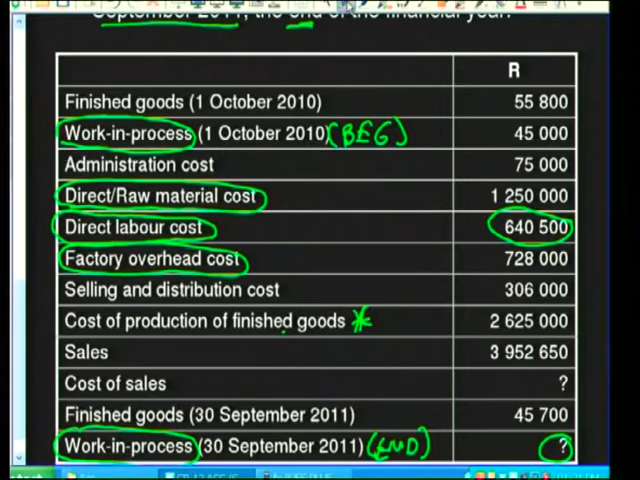 September 2011, the end of the financial year.
R
Finished goods (1 October 2010) 55 800
Work-in-process (1 October 2010) (BEG) 45 000
Administration cost 75 000
Direct/Raw material cost 1 250 000
Direct labour cost 640 500
Factory overhead cost 728 000
Selling and distribution cost 306 000
Cost of production of finished goods * 2 625 000
Sales 3 952 650
Cost of sales ?
Finished goods (30 September 2011) 45 700
Work-in-process (30 September 2011) (END) ?